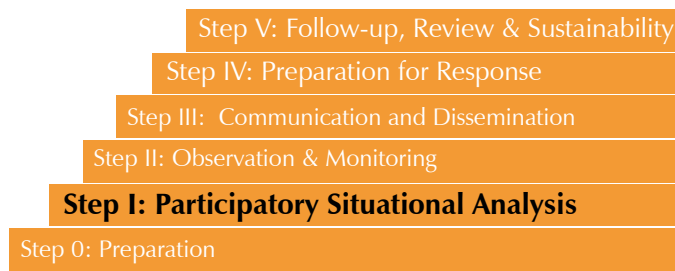 Step V: Follow-up, Review & Sustainability
Step IV: Preparation for Response
Step III:  Communication and Dissemination
Step II: Observation & Monitoring
Step I: Participatory Situational Analysis
Step 0: Preparation